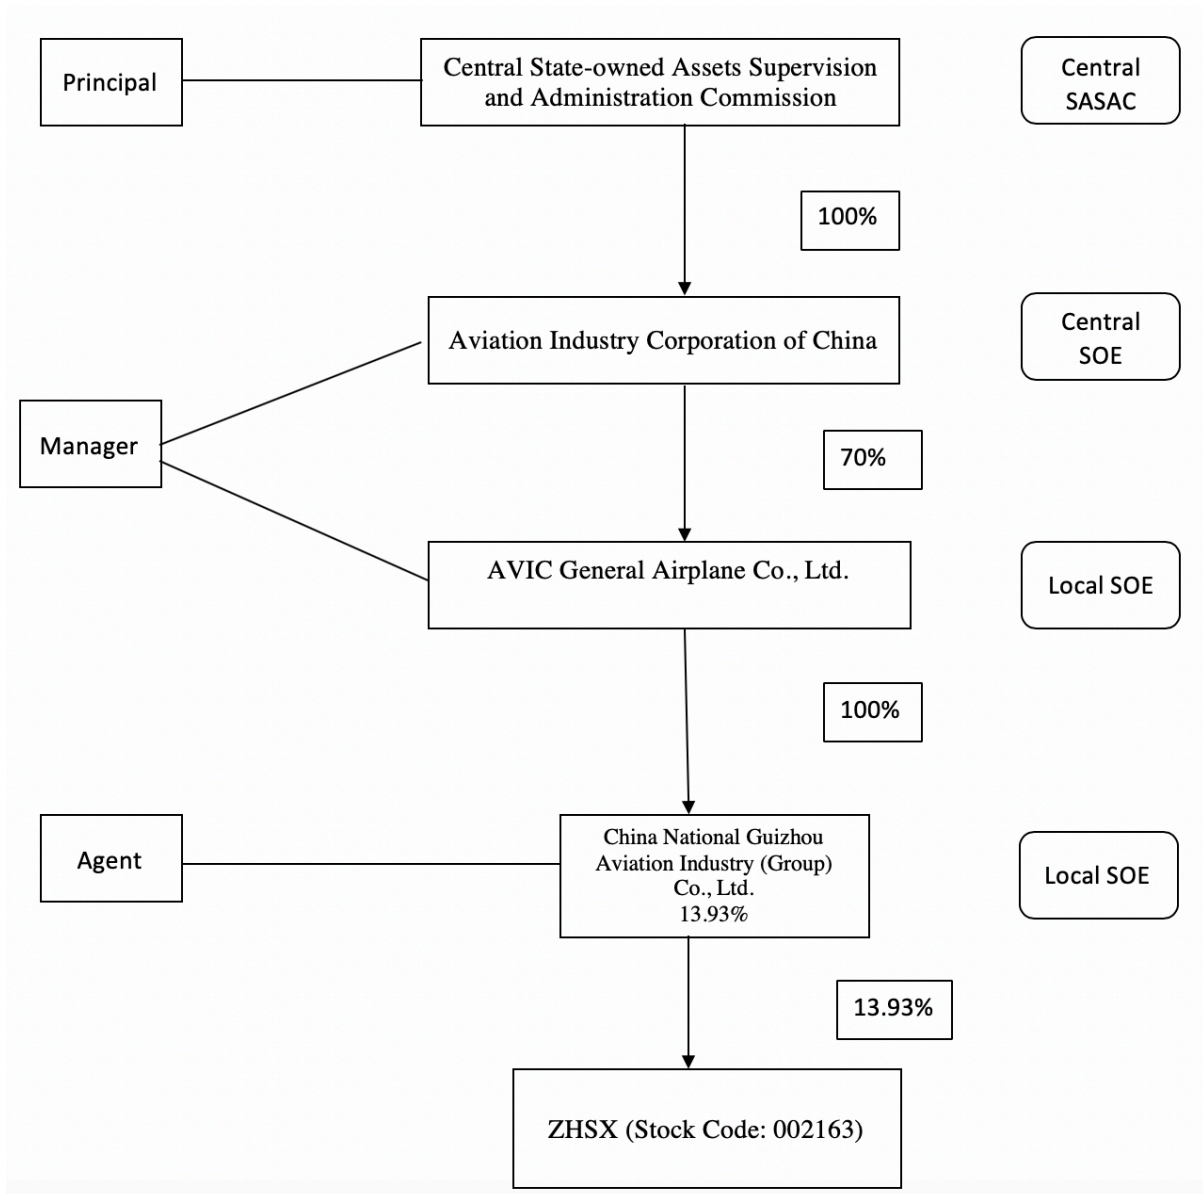 Principal
Central State-owned Assets Supervision
and Administration Commission
Central
SASAC
100%
Aviation Industry Corporation of China
Central
SOE
Manager
70%
AVIC General Airplane Co., Ltd.
Local SOE
100%
Agent
China National Guizhou
Aviation Industry (Group)
Co., Ltd.
13.93%
Local SOE
13.93%
ZHSX (Stock Code: 002163)